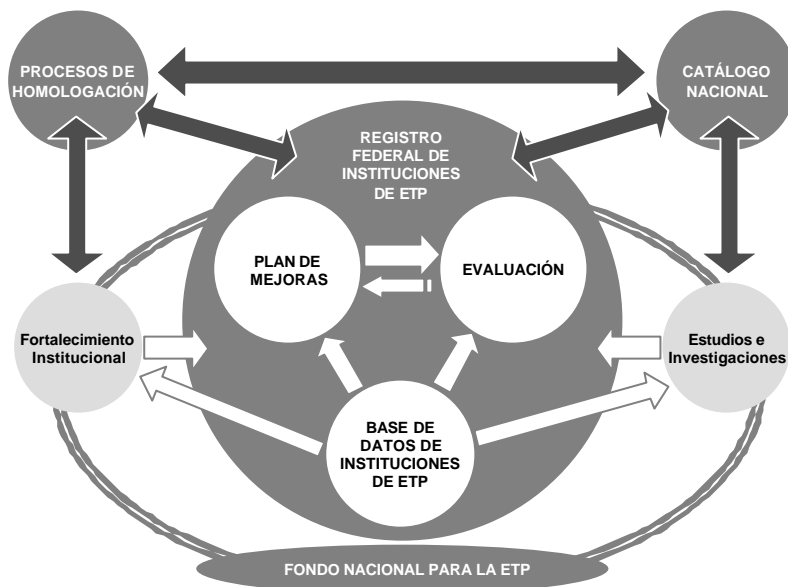 PROCESOS DE
HOMOLOGACIÓN
CATÁLOGO
NACIONAL
REGISTRO
FEDERAL DE
INSTITUCIONES
DE ETP
PLAN DE
MEJORAS
EVALUACIÓN
Fortalecimiento
Institucional
Estudios e
Investigaciones
BASE DE
DATOS DE
INSTITUCIONES
DE ETP
FONDO NACIONAL PARA LA ETP